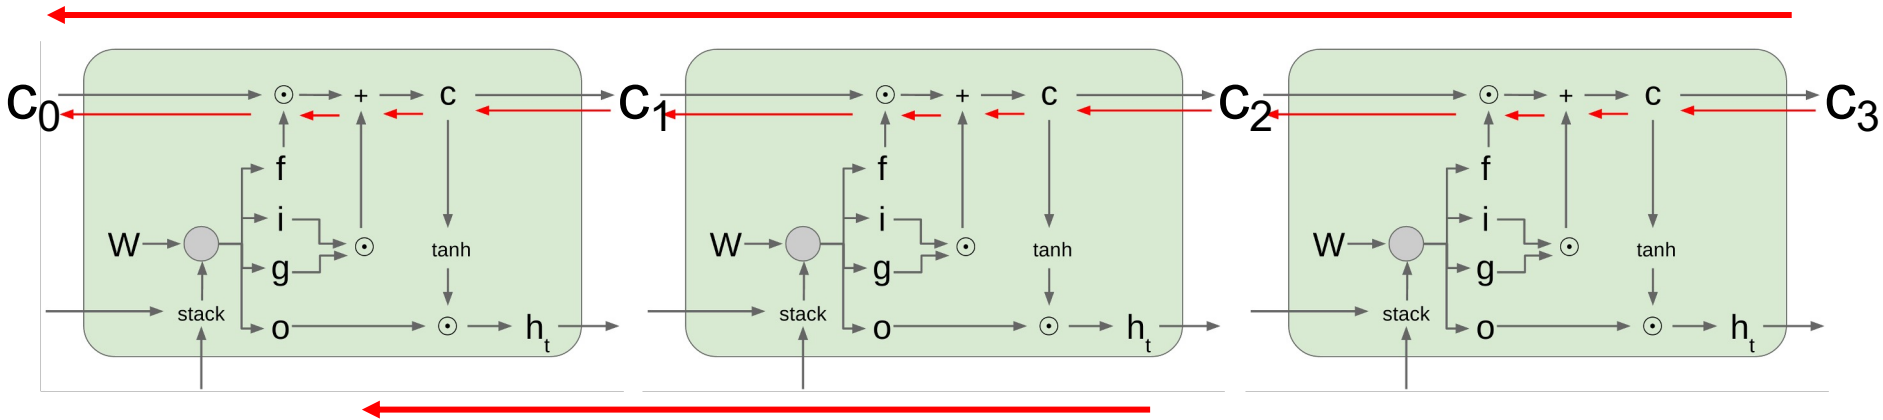 C₀ ⊙ + c C₁ ⊙ + c C₂ ⊙ + c C₃
f f f
i i i
W ⊙ tanh W ⊙ tanh W ⊙ tanh
g g g
stack stack stack
o ⊙ hₜ o ⊙ hₜ o ⊙ hₜ